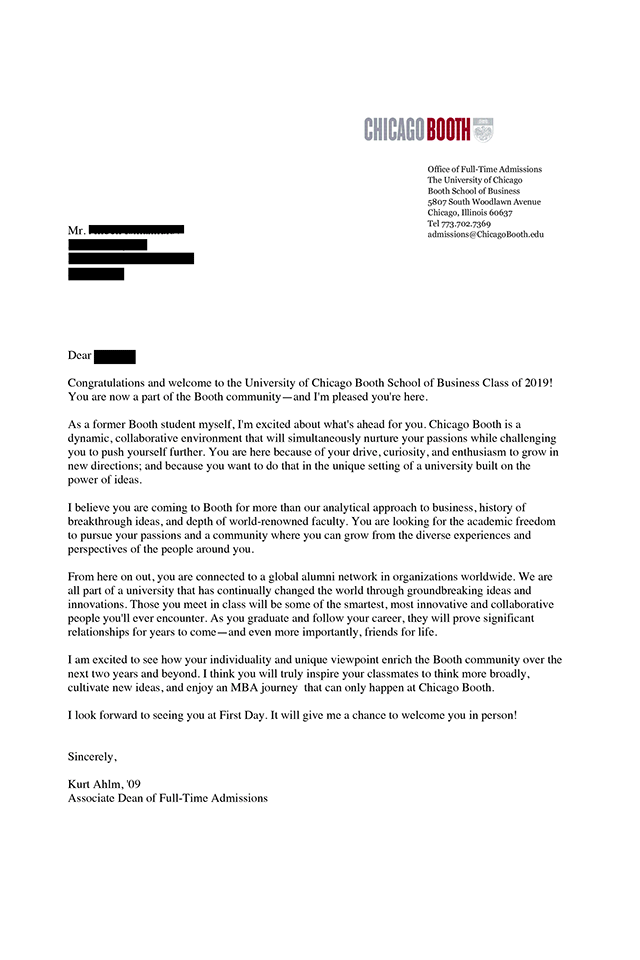 CHICAGO BOOTH
Office of Full-Time Admissions
The University of Chicago
Booth School of Business
5807 South Woodlawn Avenue
Chicago, Illinois 60637
Tel 773.702.7369
admissions@ChicagoBooth.edu
Mr.
Dear
Congratulations and welcome to the University of Chicago Booth School of Business Class of 2019!
You are now a part of the Booth community—and I'm pleased you're here.
As a former Booth student myself, I'm excited about what's ahead for you. Chicago Booth is a
dynamic, collaborative environment that will simultaneously nurture your passions while challenging
you to push yourself further. You are here because of your drive, curiosity, and enthusiasm to grow in
new directions; and because you want to do that in the unique setting of a university built on the
power of ideas.
I believe you are coming to Booth for more than our analytical approach to business, history of
breakthrough ideas, and depth of world-renowned faculty. You are looking for the academic freedom
to pursue your passions and a community where you can grow from the diverse experiences and
perspectives of the people around you.
From here on out, you are connected to a global alumni network in organizations worldwide. We are
all part of a university that has continually changed the world through groundbreaking ideas and
innovations. Those you meet in class will be some of the smartest, most innovative and collaborative
people you'll ever encounter. As you graduate and follow your career, they will prove significant
relationships for years to come—and even more importantly, friends for life.
I am excited to see how your individuality and unique viewpoint enrich the Booth community over the
next two years and beyond. I think you will truly inspire your classmates to think more broadly,
cultivate new ideas, and enjoy an MBA journey  that can only happen at Chicago Booth.
I look forward to seeing you at First Day. It will give me a chance to welcome you in person!
Sincerely,
Kurt Ahlm, '09
Associate Dean of Full-Time Admissions